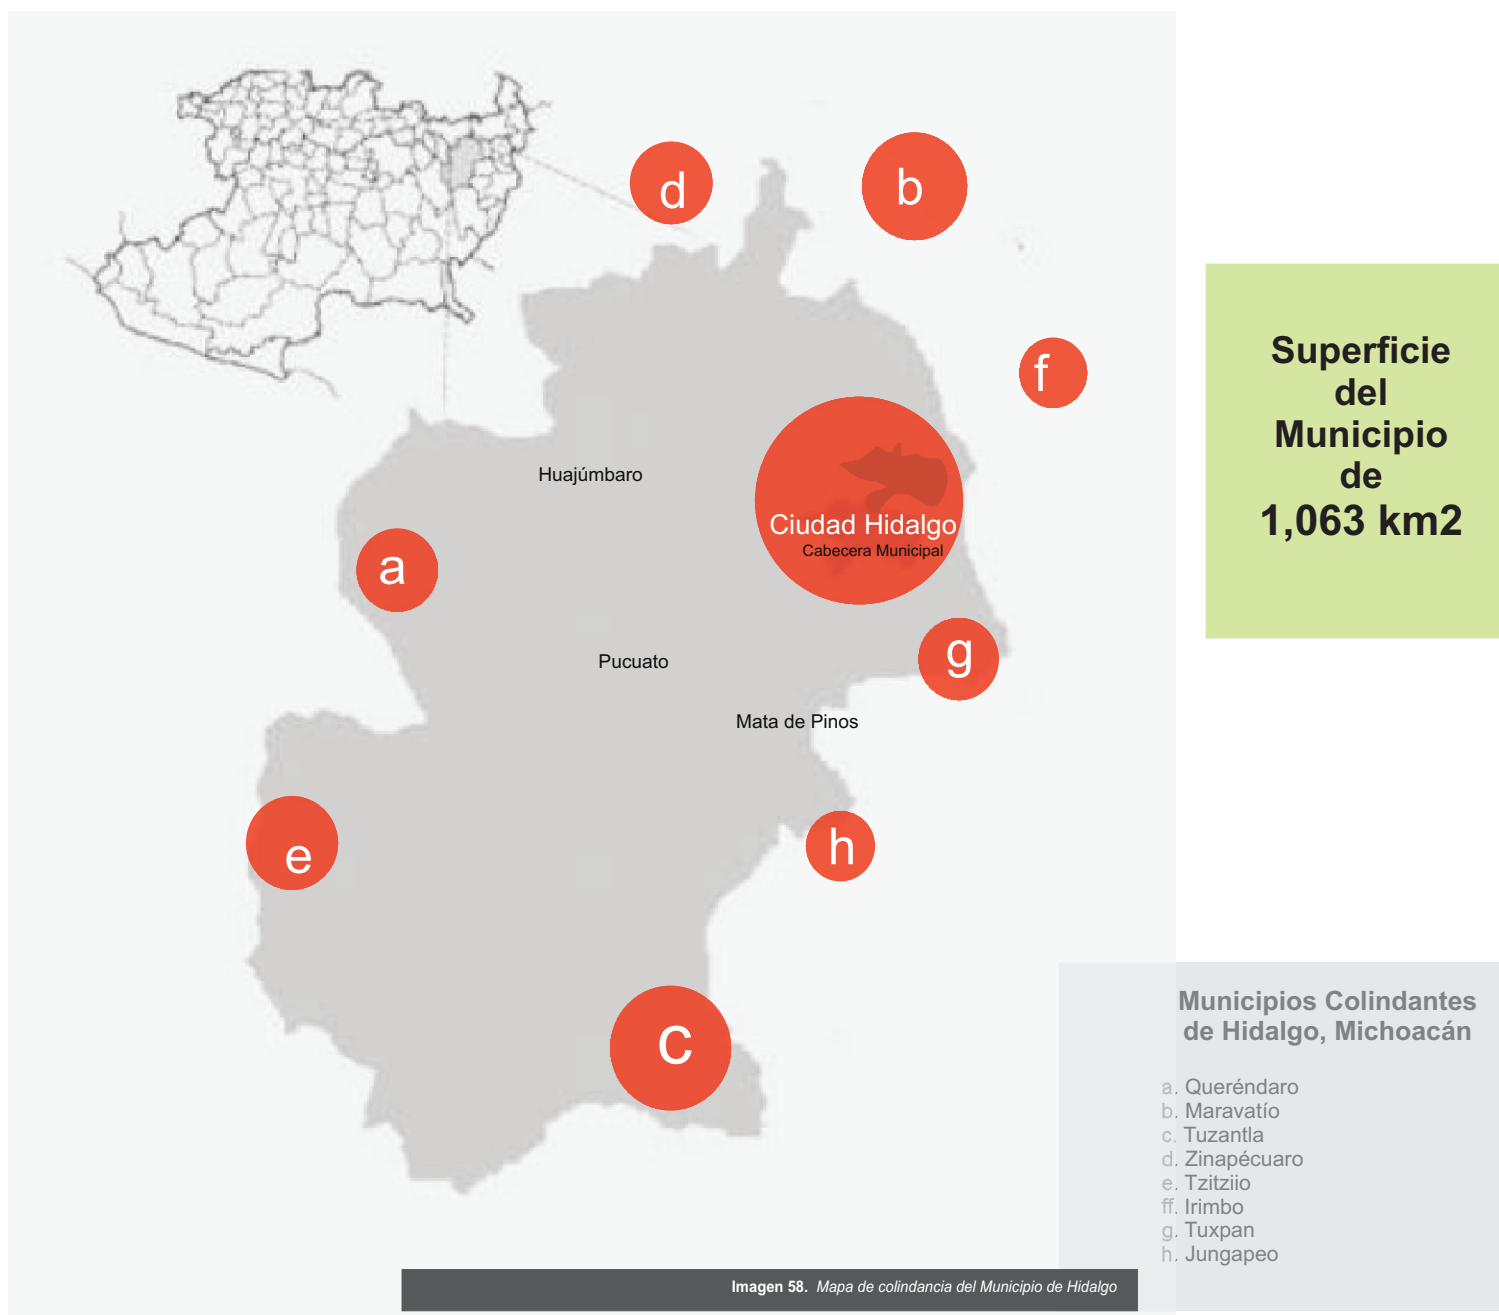 d
b
f
Superficie
del
Municipio
de
1,063 km2
Huajúmbaro
Ciudad Hidalgo
Cabecera Municipal
a
g
Pucuato
Mata de Pinos
e
h
c
Municipios Colindantes
de Hidalgo, Michoacán
a. Queréndaro
b. Maravatío
c. Tuzantla
d. Zinapécuaro
e. Tzitziio
ff. Irimbo
g. Tuxpan
h. Jungapeo
Imagen 58. Mapa de colindancia del Municipio de Hidalgo